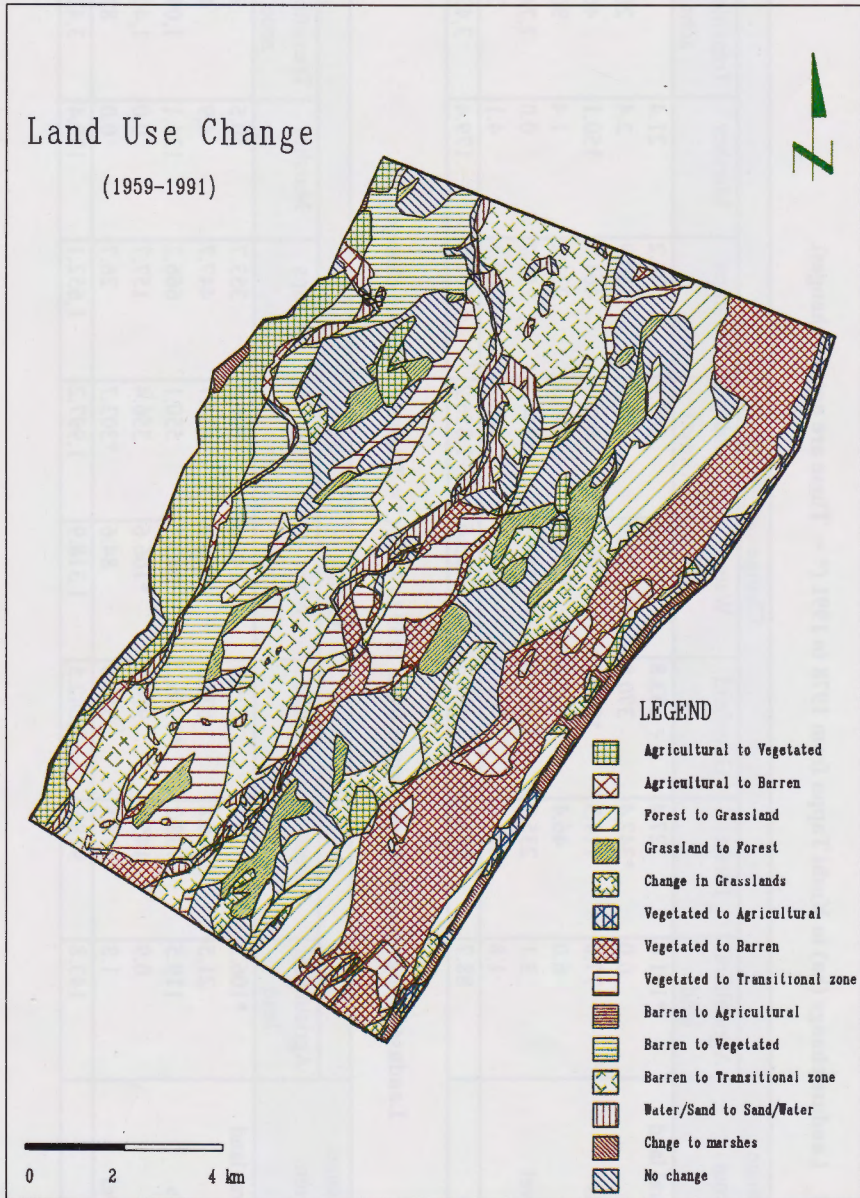 Land Use Change
(1959-1991)
N
LEGEND
Agricultural to Vegetated
Agricultural to Barren
Forest to Grassland
Grassland to Forest
Change in Grasslands
Vegetated to Agricultural
Vegetated to Barren
Vegetated to Transitional zone
Barren to Agricultural
Barren to Vegetated
Barren to Transitional zone
Water/Sand to Sand/Water
Chnge to marshes
No change
0 2 4 km